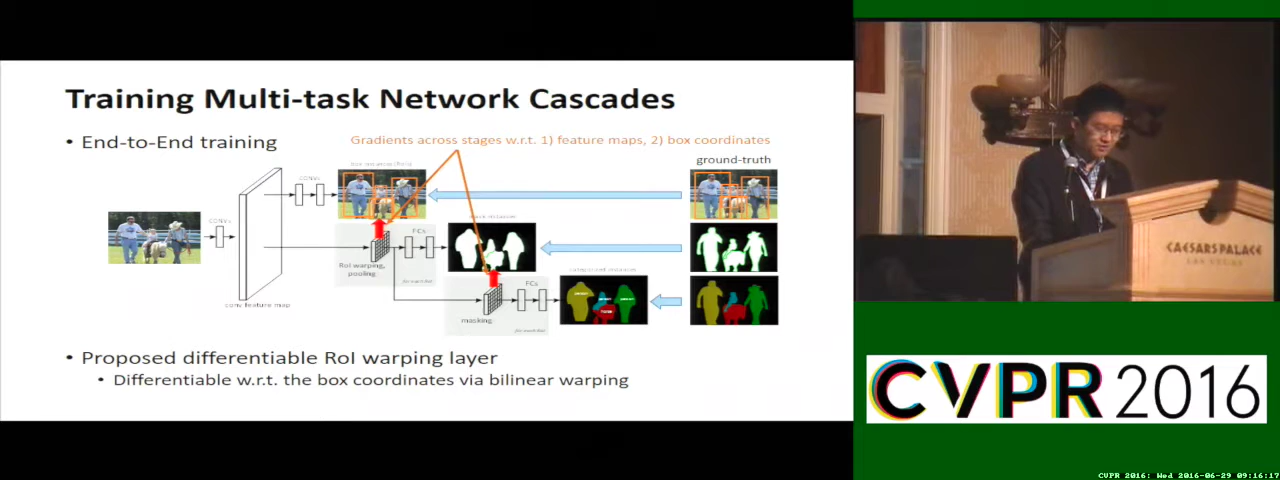 Training Multi-task Network Cascades
• End-to-End training
Gradients across stages w.r.t. 1) feature maps, 2) box coordinates
ground-truth
CONVs
CONVs
conv feature map
RoI warping,
pooling
FCs
masking
FCs
• Proposed differentiable RoI warping layer
• Differentiable w.r.t. the box coordinates via bilinear warping
CAESARS PALACE
LAS VEGAS
CVPR 2016
CVPR 2016: Wed 2016-06-29 09:16:17